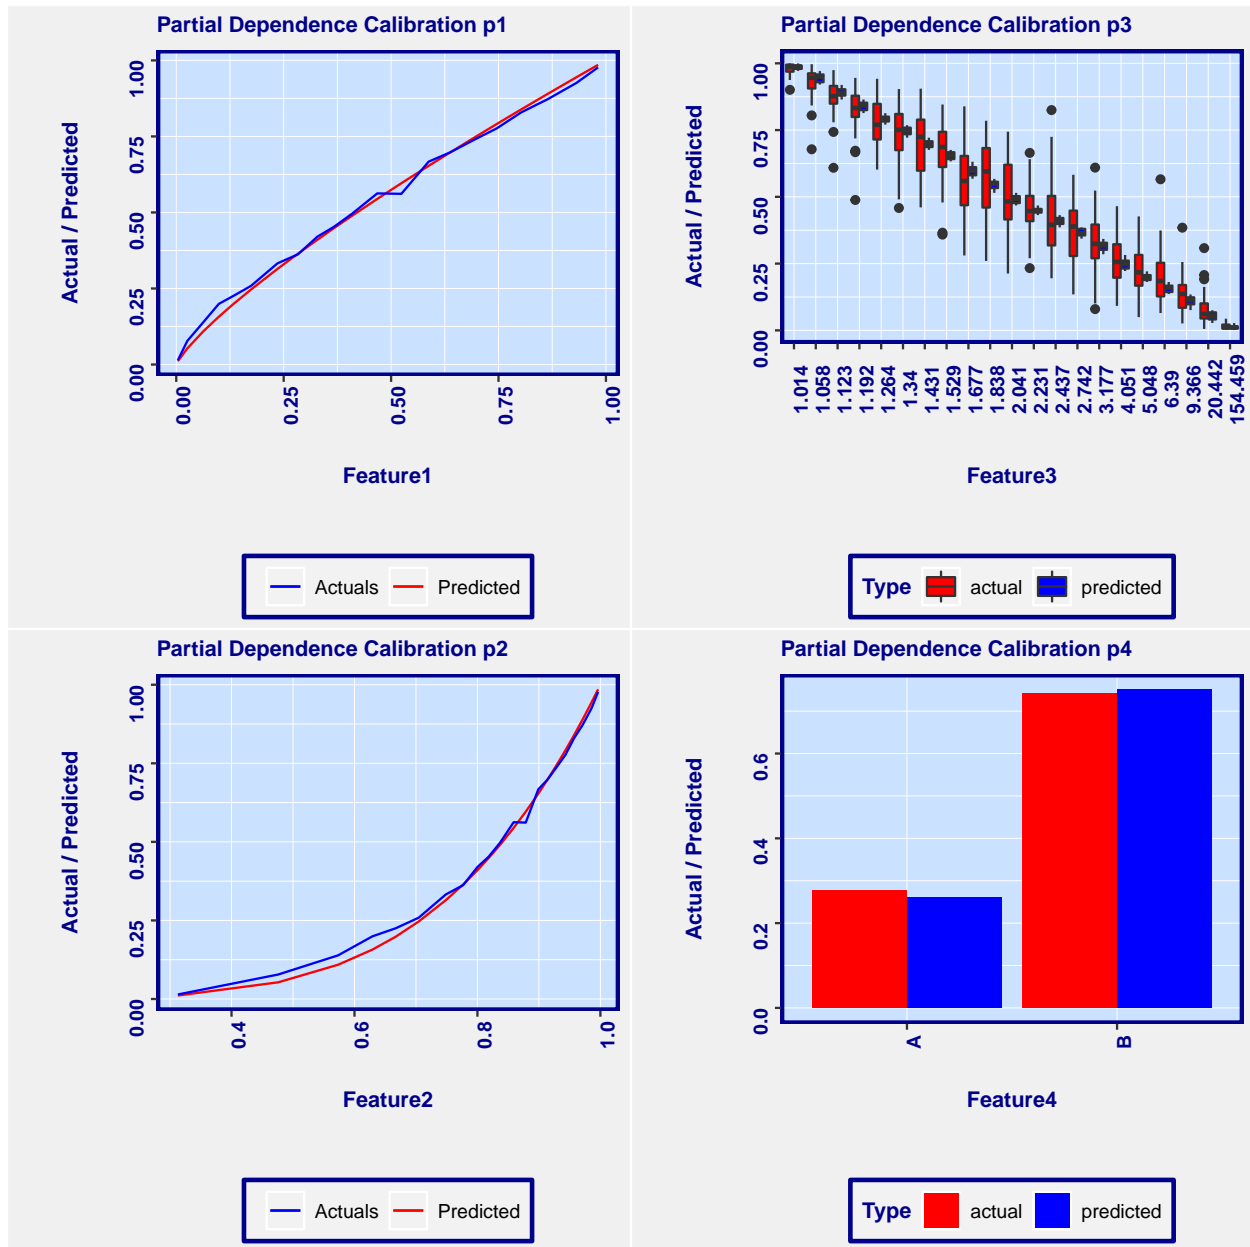 Partial Dependence Calibration p1
Actual / Predicted
1.00
0.75
0.50
0.25
0.00
0.00
0.25
0.50
0.75
1.00
Feature1
Actuals
Predicted
Partial Dependence Calibration p3
Actual / Predicted
1.00
0.75
0.50
0.25
0.00
1.014
1.058
1.123
1.192
1.264
1.34
1.431
1.529
1.677
1.838
2.041
2.231
2.437
2.742
3.177
4.051
5.048
6.39
9.366
20.442
154.459
Feature3
Type
actual
predicted
Partial Dependence Calibration p2
Actual / Predicted
1.00
0.75
0.50
0.25
0.00
0.4
0.6
0.8
1.0
Feature2
Actuals
Predicted
Partial Dependence Calibration p4
Actual / Predicted
0.6
0.4
0.2
0.0
A
B
Feature4
Type
actual
predicted